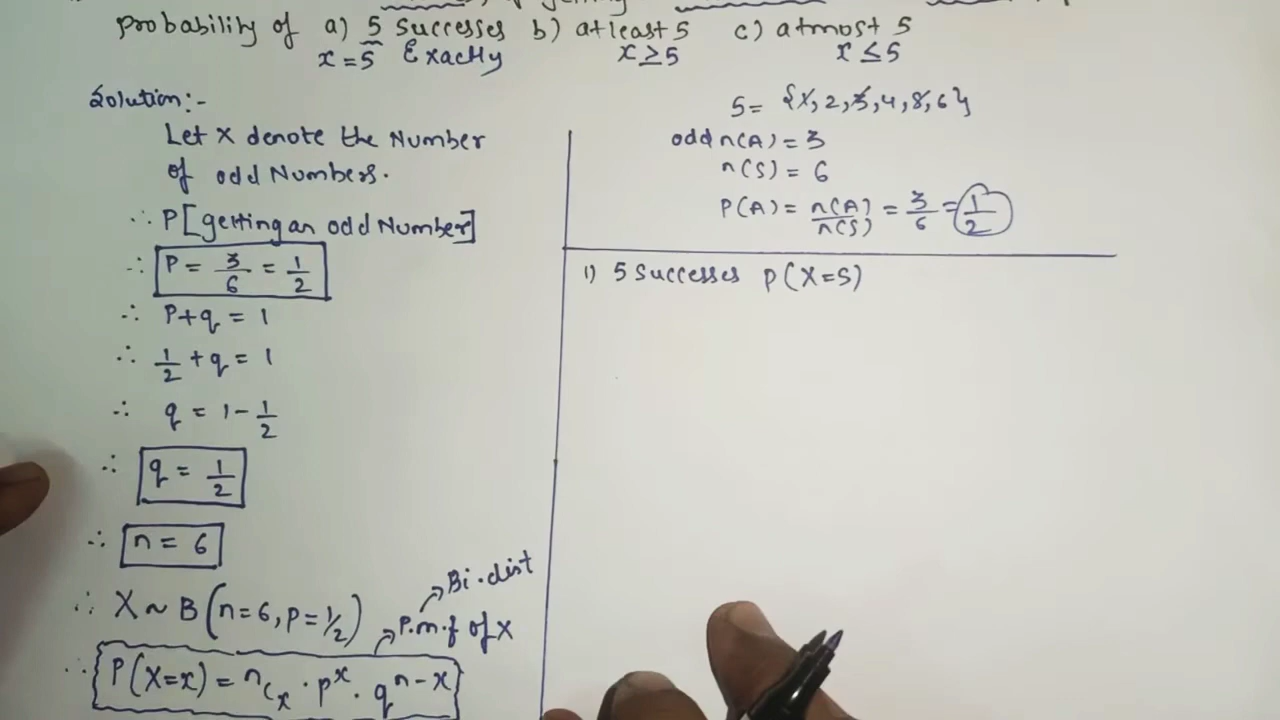 probability of a) 5 Successes b) atleast 5 c) atmost 5
x = 5 Exactly x ≥ 5 x ≤ 5
Solution:-
Let X denote the Number
of odd Numbers.
∴ P[getting an odd Number]
∴ P = 3/6 = 1/2
∴ P+q = 1
∴ 1/2 + q = 1
∴ q = 1 - 1/2
∴ q = 1/2
∴ n = 6
∴ X ~ B(n=6, P=1/2)
Bi.dist
P.m.f of X
∴ P(X=x) = nCx · p^x · q^(n-x)
S = {1, 2, 3, 4, 5, 6}
odd n(A) = 3
n(S) = 6
P(A) = n(A)/n(S) = 3/6 = 1/2
1) 5 Successes P(X=5)